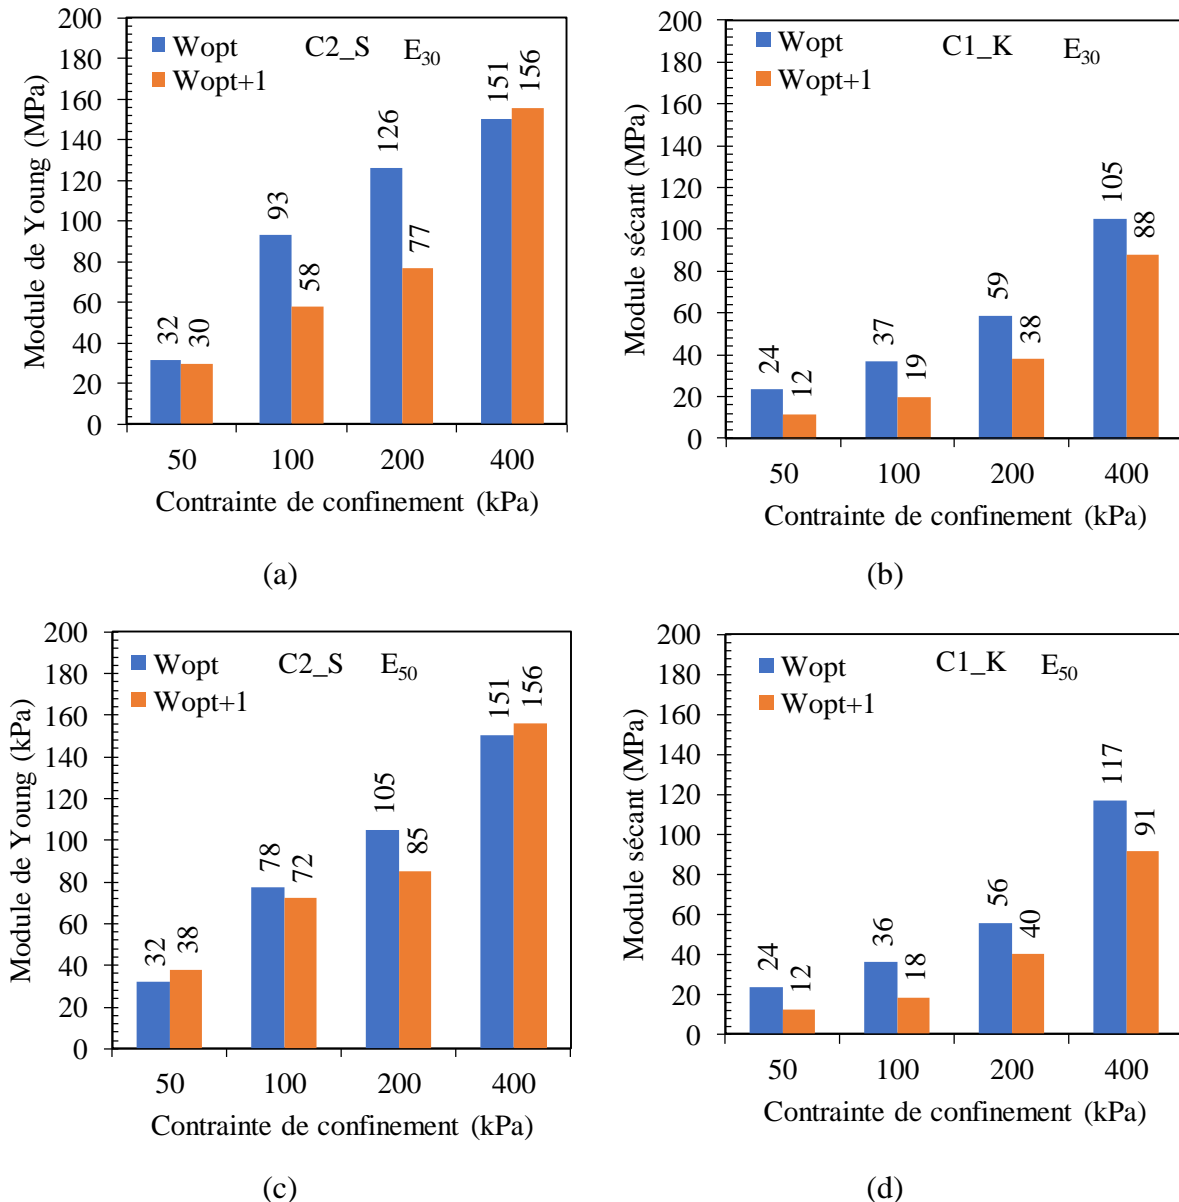 200
180
160
140
120
100
80
60
40
20
0
Module de Young (MPa)
Wopt
Wopt+1
C2_S E30
32
30
93
58
126
77
151
156
50 100 200 400
Contrainte de confinement (kPa)
(a)
200
180
160
140
120
100
80
60
40
20
0
Module sécant (MPa)
Wopt
Wopt+1
C1_K E30
24
12
37
19
59
38
105
88
50 100 200 400
Contrainte de confinement (kPa)
(b)
200
180
160
140
120
100
80
60
40
20
0
Module de Young (kPa)
Wopt
Wopt+1
C2_S E50
32
38
78
72
105
85
151
156
50 100 200 400
Contrainte de confinement (kPa)
(c)
200
180
160
140
120
100
80
60
40
20
0
Module sécant (MPa)
Wopt
Wopt+1
C1_K E50
24
12
36
18
56
40
117
91
50 100 200 400
Contrainte de confinement (kPa)
(d)